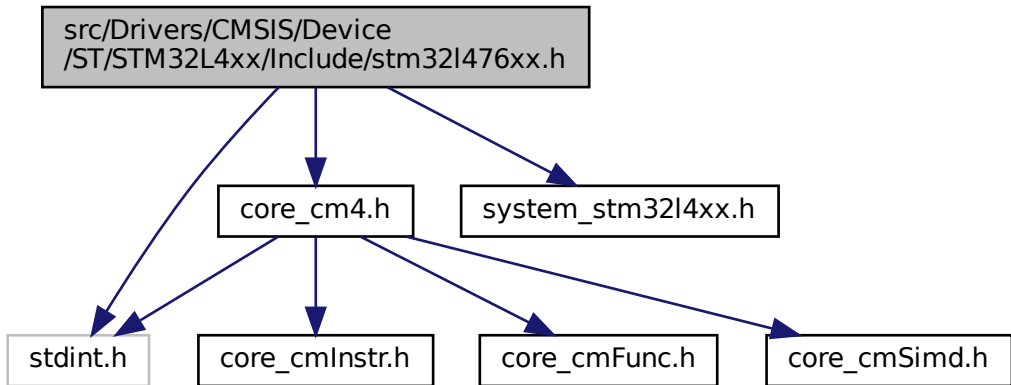 src/Drivers/CMSIS/Device
/ST/STM32L4xx/Include/stm32l476xx.h
core_cm4.h
system_stm32l4xx.h
stdint.h
core_cmInstr.h
core_cmFunc.h
core_cmSimd.h